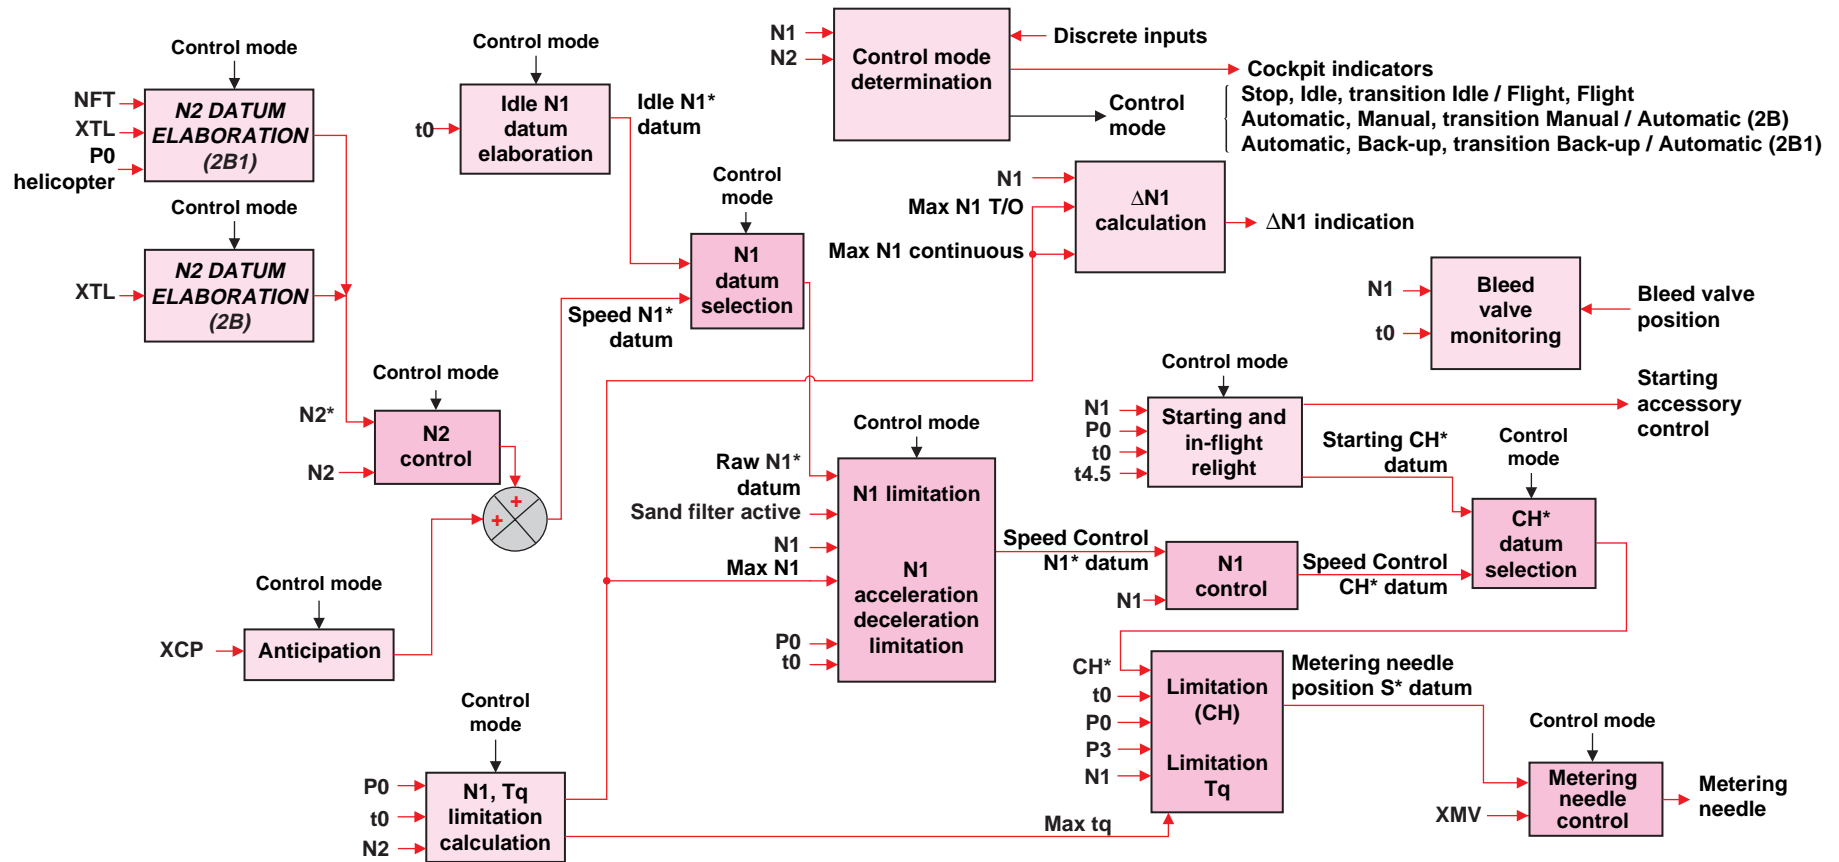 Control mode
NFT
XTL
P0
helicopter
N2 DATUM
ELABORATION
(2B1)
Control mode
XTL
N2 DATUM
ELABORATION
(2B)
Control mode
t0
Idle N1
datum
elaboration
Idle N1*
datum
Control
mode
N1
datum
selection
Speed N1*
datum
Control mode
N2*
N2
N2
control
+
+
Control mode
XCP
Anticipation
Control
mode
P0
t0
N2
N1, Tq
limitation
calculation
Max tq
N1
N2
Control mode
determination
Discrete inputs
Cockpit indicators
Control
mode
Stop, Idle, transition Idle / Flight, Flight
Automatic, Manual, transition Manual / Automatic (2B)
Automatic, Back-up, transition Back-up / Automatic (2B1)
N1
Max N1 T/O
Max N1 continuous
ΔN1
calculation
ΔN1 indication
N1
t0
Bleed
valve
monitoring
Bleed valve
position
Control mode
Raw N1*
datum
Sand filter active
N1
Max N1
P0
t0
N1 limitation
N1
acceleration
deceleration
limitation
Speed Control
N1* datum
N1
N1
control
Speed Control
CH* datum
Control mode
N1
P0
t0
t4.5
Starting and
in-flight
relight
Starting
accessory
control
Starting CH*
datum
Control
mode
CH*
datum
selection
CH*
t0
P0
P3
N1
Limitation
(CH)
Limitation
Tq
Metering needle
position S* datum
Control mode
XMV
Metering
needle
control
Metering
needle